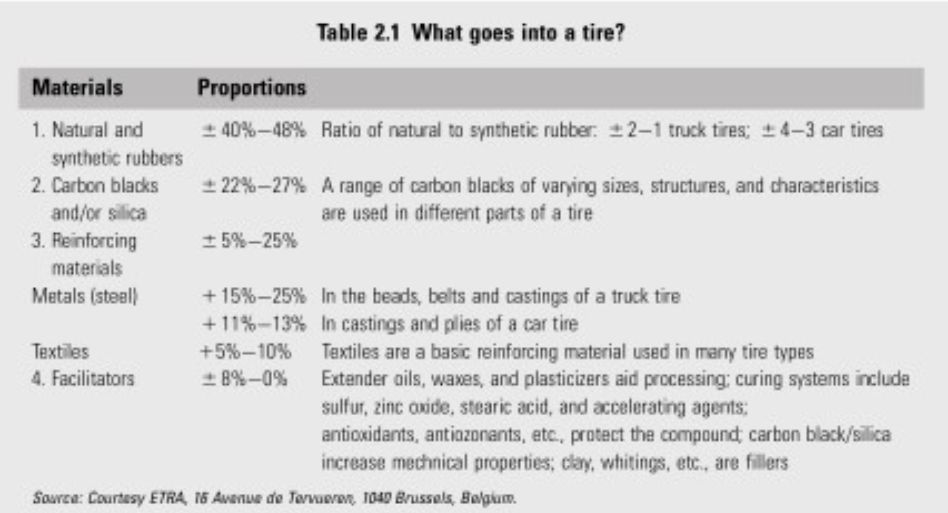 Table 2.1 What goes into a tire?
Materials Proportions
1. Natural and ± 40%–48% Ratio of natural to synthetic rubber: ± 2–1 truck tires; ± 4–3 car tires
synthetic rubbers
2. Carbon blacks ± 22%–27% A range of carbon blacks of varying sizes, structures, and characteristics
and/or silica are used in different parts of a tire
3. Reinforcing ± 5%–25%
materials
Metals (steel) + 15%–25% In the beads, belts and castings of a truck tire
+ 11%–13% In castings and plies of a car tire
Textiles +5%–10% Textiles are a basic reinforcing material used in many tire types
4. Facilitators ± 8%–0% Extender oils, waxes, and plasticizers aid processing; curing systems include
sulfur, zinc oxide, stearic acid, and accelerating agents;
antioxidants, antiozonants, etc., protect the compound; carbon black/silica
increase mechnical properties; clay, whitings, etc., are fillers
Source: Courtesy ETRA, 16 Avenue de Tervueren, 1040 Brussels, Belgium.